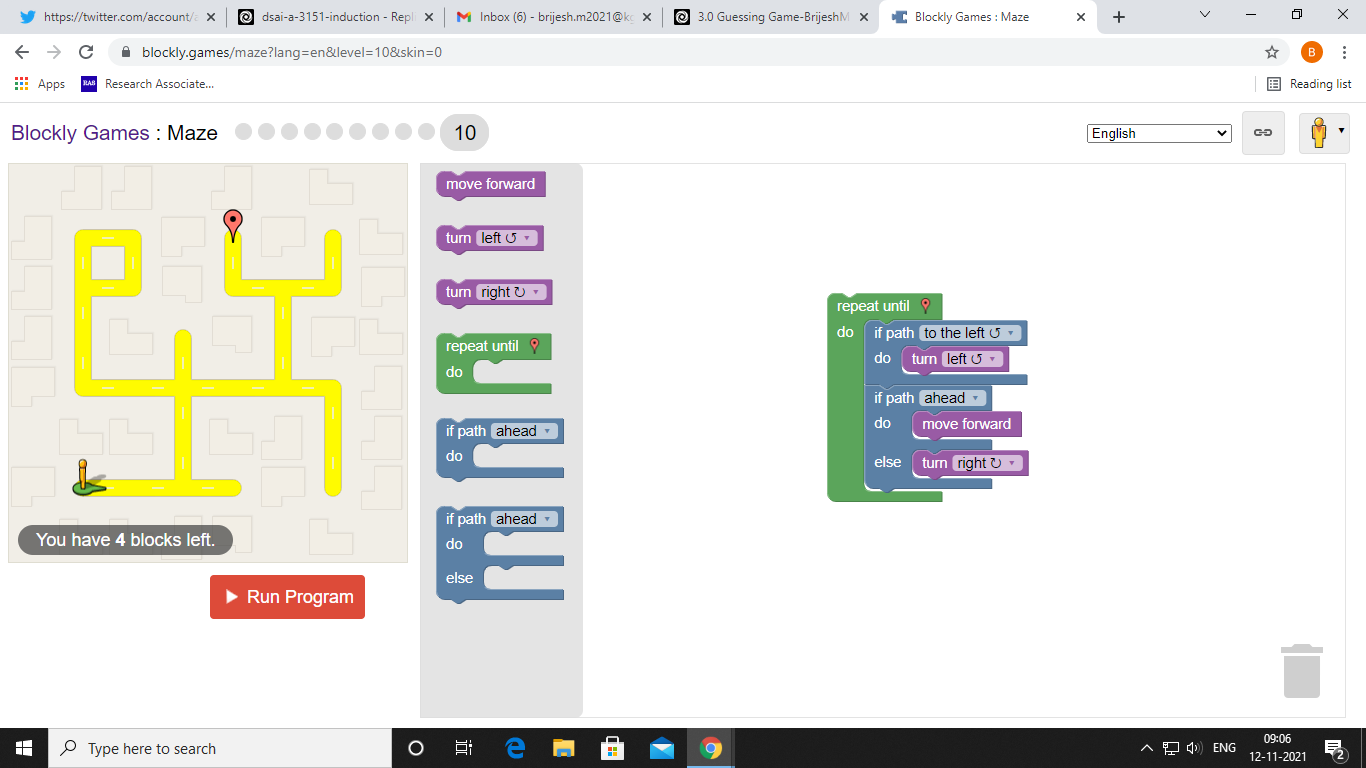 https://twitter.com/account/a
dsai-a-3151-induction - Repl
Inbox (6) - brijesh.m2021@kg
3.0 Guessing Game-BrijeshM
Blockly Games : Maze
blockly.games/maze?lang=en&level=10&skin=0
B
Apps
RAS
Research Associate...
Reading list
Blockly Games : Maze
10
English
You have 4 blocks left.
Run Program
move forward
turn left ↺
turn right ↻
repeat until
do
if path ahead
do
if path ahead
do
else
repeat until
do
if path to the left ↺
do turn left ↺
if path ahead
do move forward
else turn right ↻
Type here to search
ENG
09:06
12-11-2021
2